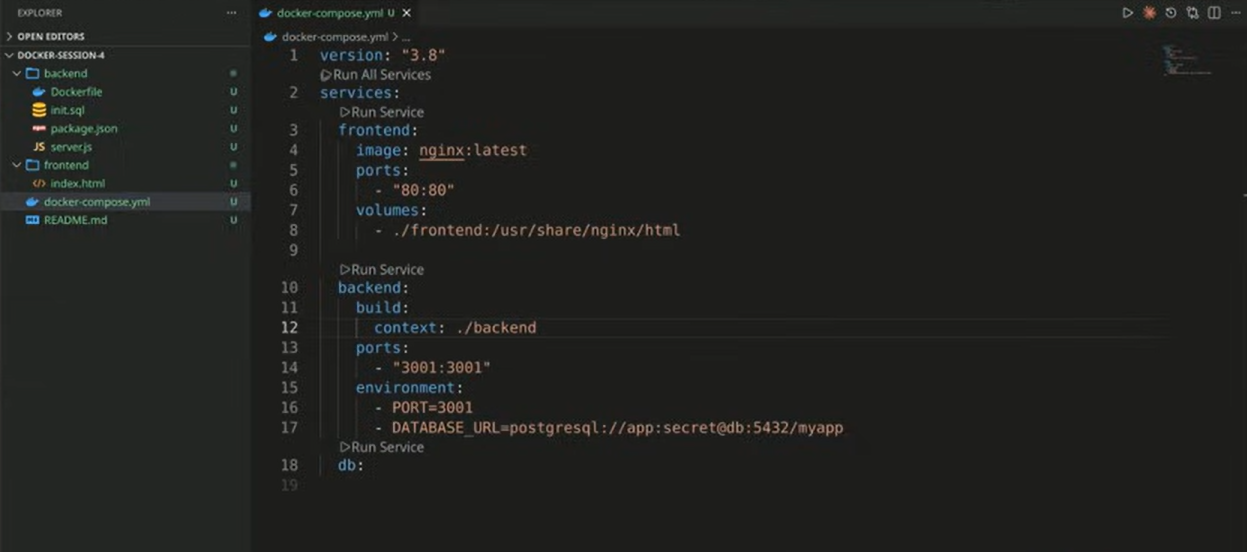 EXPLORER
OPEN EDITORS
DOCKER-SESSION-4
backend
Dockerfile U
init.sql U
package.json U
JS server.js U
frontend
index.html U
docker-compose.yml U
README.md U
docker-compose.yml U
docker-compose.yml > ...
1 version: "3.8"
Run All Services
2 services:
Run Service
3 frontend:
4 image: nginx:latest
5 ports:
6 - "80:80"
7 volumes:
8 - ./frontend:/usr/share/nginx/html
9
Run Service
10 backend:
11 build:
12 context: ./backend
13 ports:
14 - "3001:3001"
15 environment:
16 - PORT=3001
17 - DATABASE_URL=postgresql://app:secret@db:5432/myapp
Run Service
18 db:
19